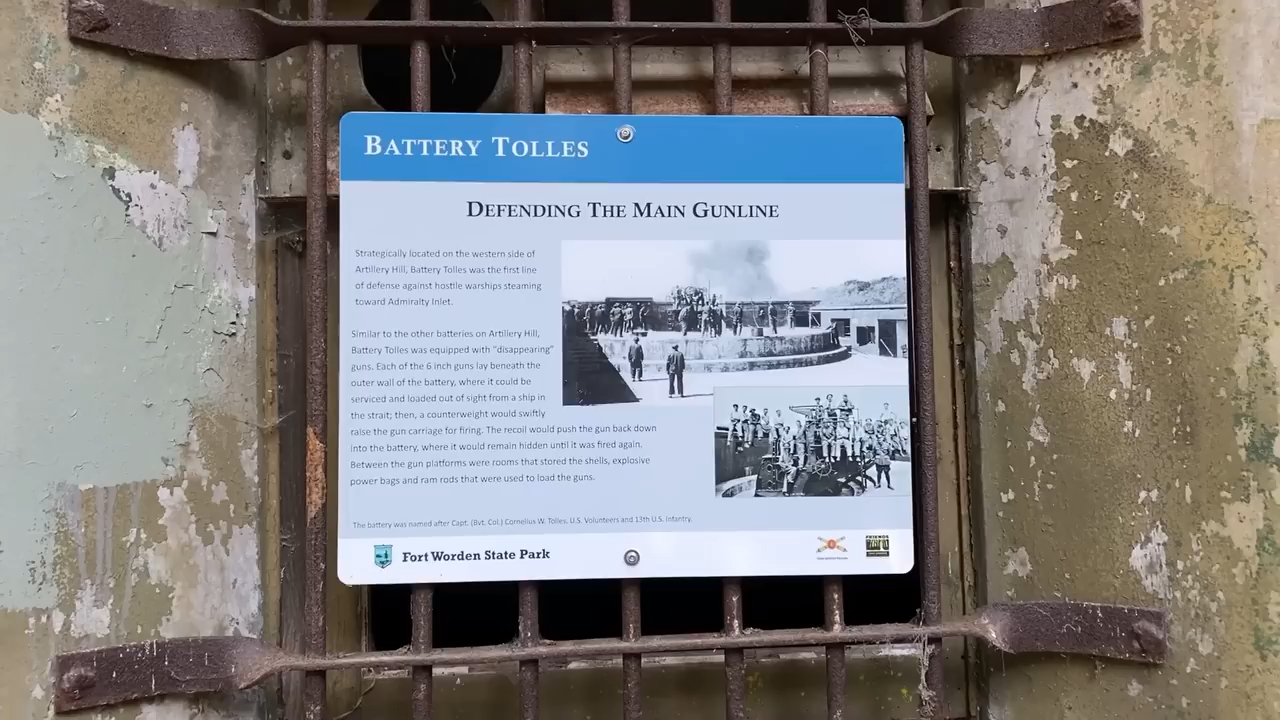 BATTERY TOLLES
DEFENDING THE MAIN GUNLINE
Strategically located on the western side of
Artillery Hill, Battery Tolles was the first line
of defense against hostile warships steaming
toward Admiralty Inlet.
Similar to the other batteries on Artillery Hill,
Battery Tolles was equipped with "disappearing"
guns. Each of the 6 inch guns lay beneath the
outer wall of the battery, where it could be
serviced and loaded out of sight from a ship in
the strait; then, a counterweight would swiftly
raise the gun carriage for firing. The recoil would push the gun back down
into the battery, where it would remain hidden until it was fired again.
Between the gun platforms were rooms that stored the shells, explosive
power bags and ram rods that were used to load the guns.
The battery was named after Capt. (Bvt. Col.) Cornelius W. Tolles, U.S. Volunteers and 13th U.S. Infantry.
Fort Worden State Park
FRIENDS